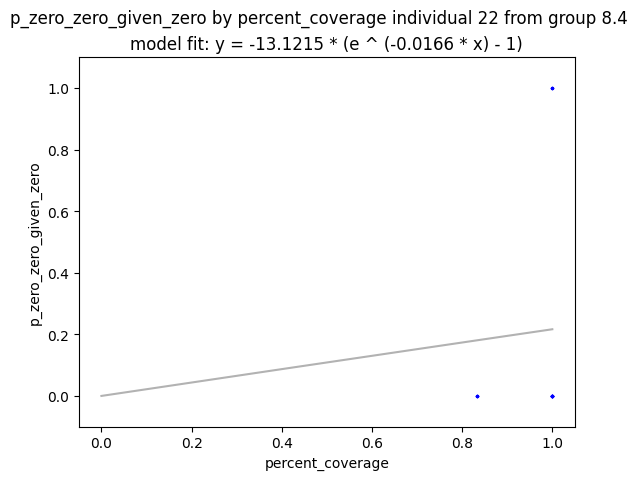 p_zero_zero_given_zero by percent_coverage individual 22 from group 8.4
model fit: y = -13.1215 * (e ^ (-0.0166 * x) - 1)
1.0
0.8
0.6
0.4
0.2
0.0
p_zero_zero_given_zero
0.0 0.2 0.4 0.6 0.8 1.0
percent_coverage